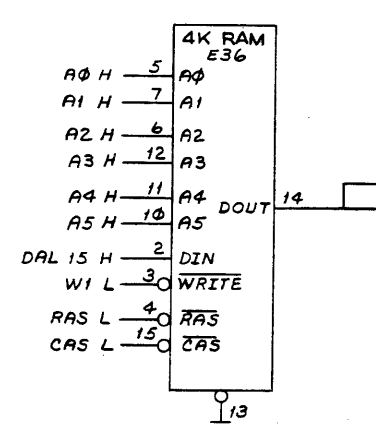 4K RAM
E36
AØ H 5 AØ
A1 H 7 A1
A2 H 6 A2
A3 H 12 A3
A4 H 11 A4
DOUT 14
A5 H 1Ø A5
DAL 15 H 2 DIN
W1 L 3 WRITE
RAS L 4 RAS
CAS L 15 CAS
13